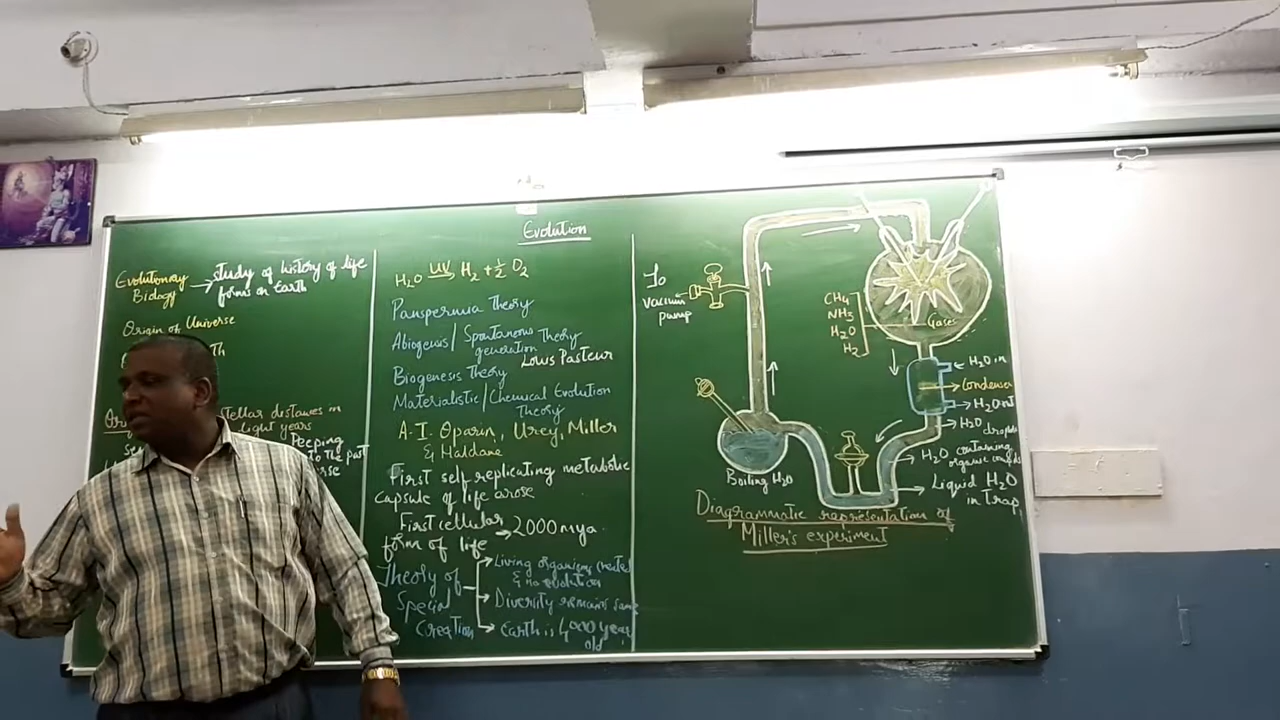 Evolution
Evolutionary
Biology
Study of history of life
forms on Earth
Origin of Universe
Stellar distances in
light years
Peeping
to the past
H2O UV H2 + ½ O2
Panspermia Theory
Abiogenesis/ Spontaneous Theory
generation
Louis Pasteur
Biogenesis Theory
Materialistic/Chemical Evolution
Theory
A.I. Oparin, Urey, Miller
& Haldane
First self replicating metabolic
capsule of life arose
First cellular
form of life → 2000 mya
Theory of
Special
Creation
Living organisms created
& no evolution
Diversity remains same
Earth is 4,000 year
old
To
vacuum
pump
CH4
NH3
H2O
H2
Gases
H2O in
Condenser
H2O out
H2O
droplets
H2O containing
organic
Liquid H2O
in trap
Boiling H2O
Diagrammatic representation of
Miller's experiment